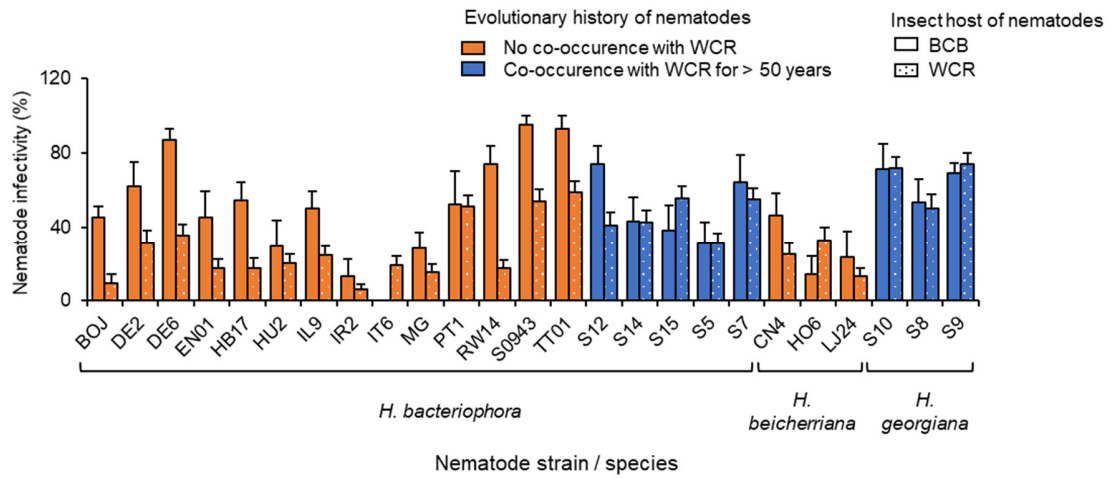 Evolutionary history of nematodes
No co-occurence with WCR
Co-occurence with WCR for > 50 years
Insect host of nematodes
BCB
WCR
Nematode infectivity (%)
120
80
40
0
BOJ
DE2
DE6
EN01
HB17
HU2
IL9
IR2
IT6
MG
PT1
RW14
S0943
TT01
S12
S14
S15
S5
S7
CN4
HO6
LJ24
S10
S8
S9
H. bacteriophora
H.
beicherriana
H.
georgiana
Nematode strain / species